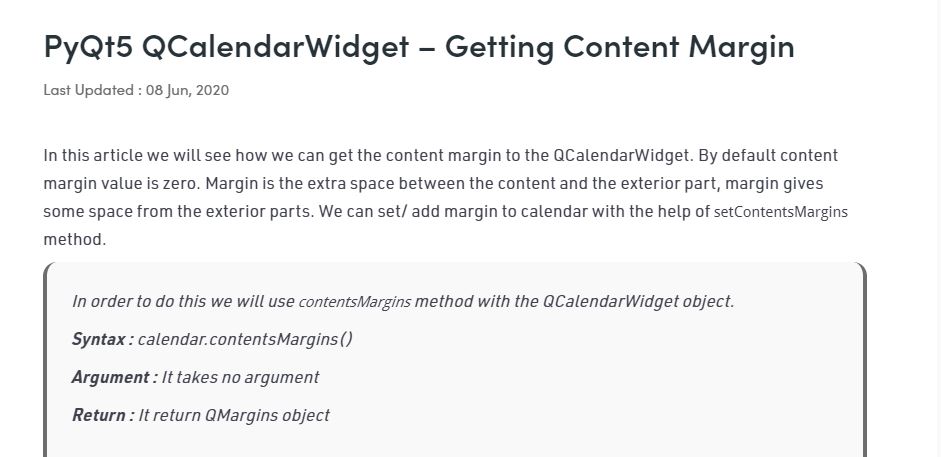 PyQt5 QCalendarWidget – Getting Content Margin
Last Updated : 08 Jun, 2020
In this article we will see how we can get the content margin to the QCalendarWidget. By default content
margin value is zero. Margin is the extra space between the content and the exterior part, margin gives
some space from the exterior parts. We can set/ add margin to calendar with the help of setContentsMargins
method.
In order to do this we will use contentsMargins method with the QCalendarWidget object.
Syntax : calendar.contentsMargins()
Argument : It takes no argument
Return : It return QMargins object